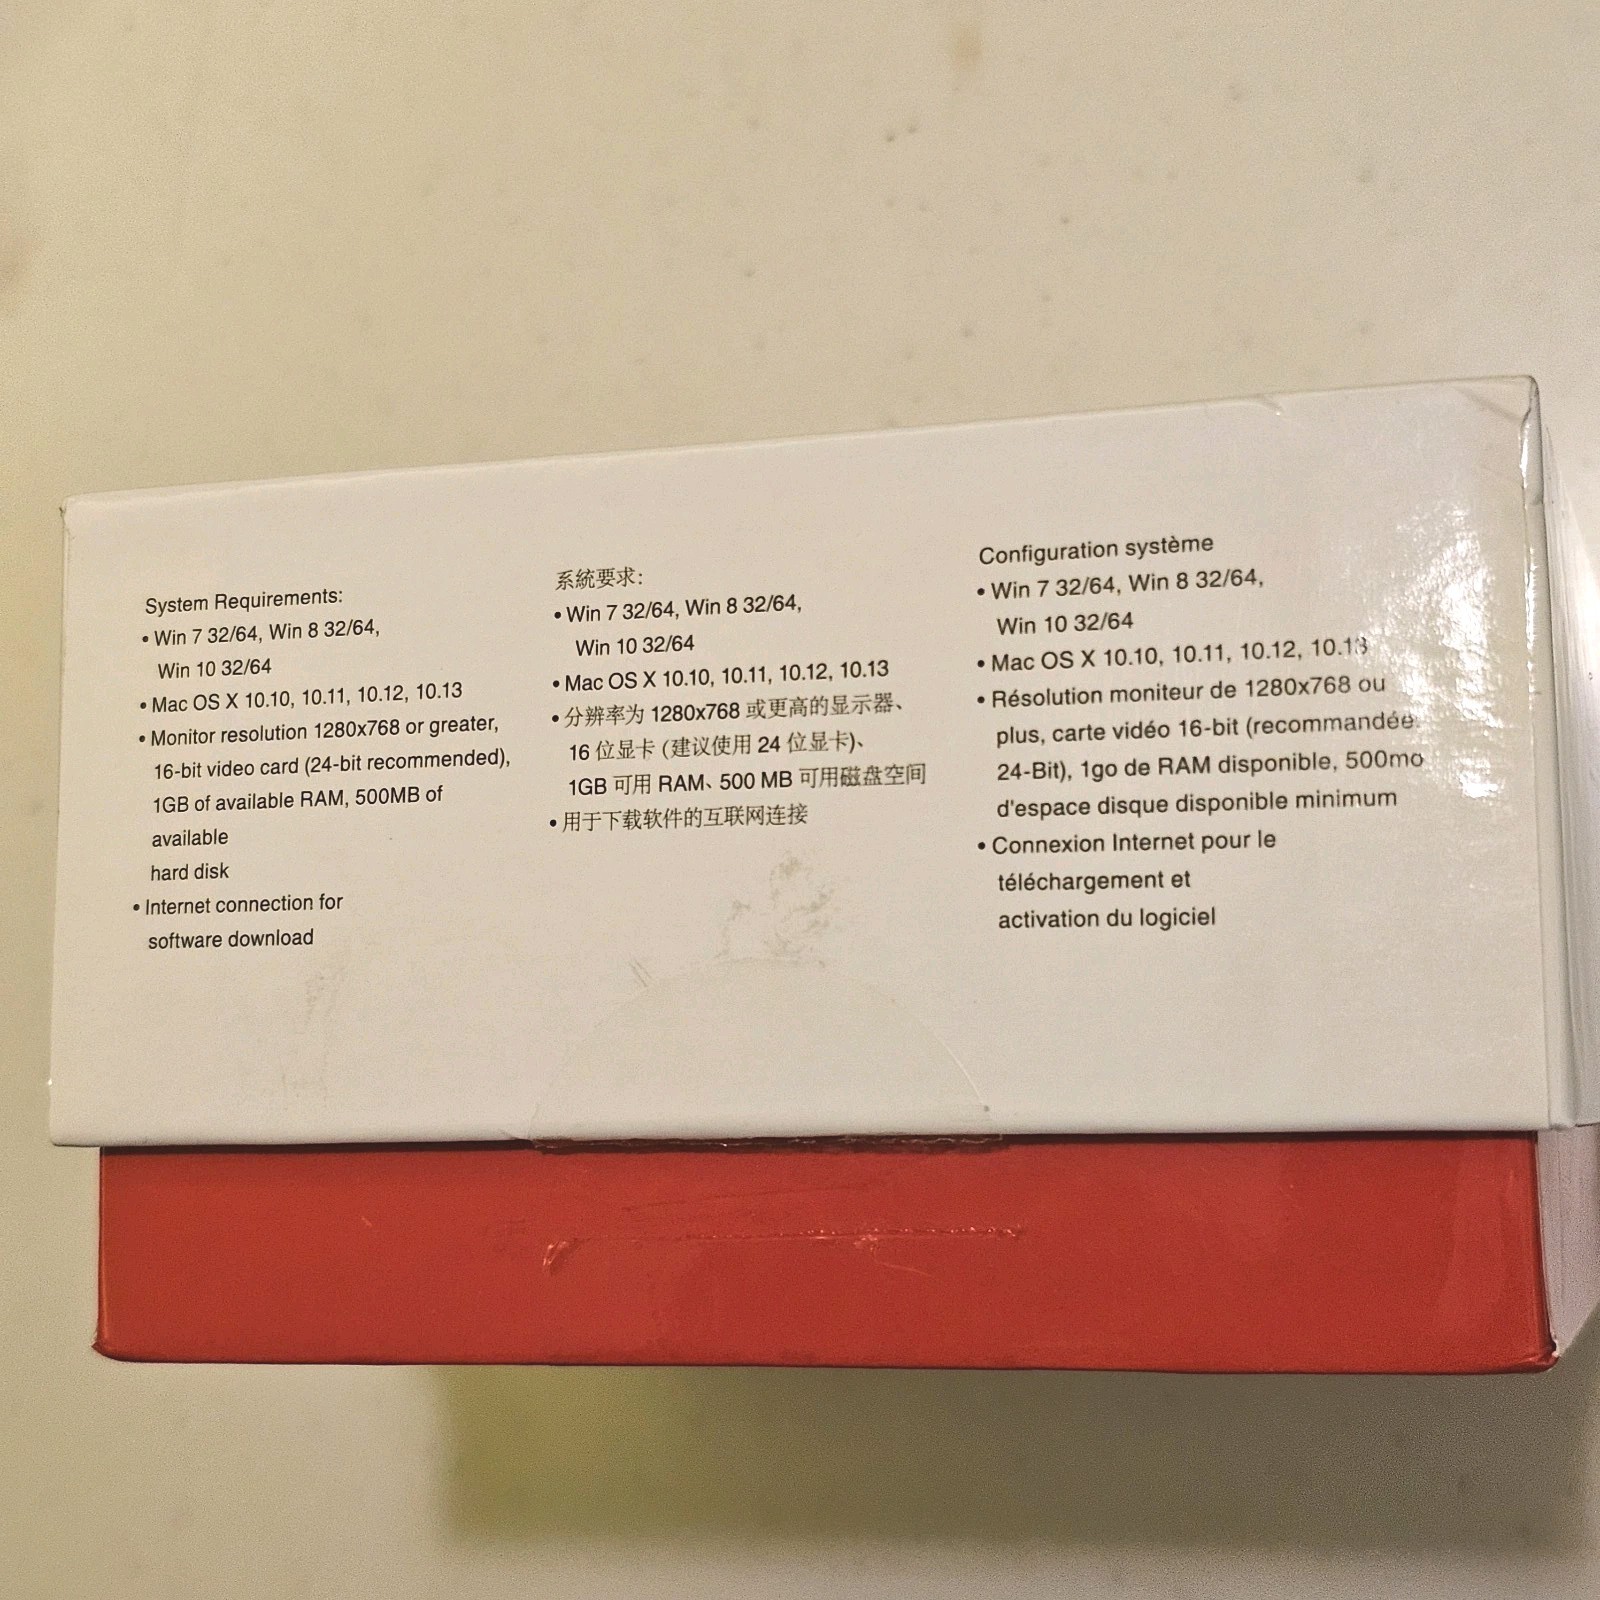 System Requirements:
• Win 7 32/64, Win 8 32/64,
Win 10 32/64
• Mac OS X 10.10, 10.11, 10.12, 10.13
• Monitor resolution 1280x768 or greater,
16-bit video card (24-bit recommended),
1GB of available RAM, 500MB of
available
hard disk
• Internet connection for
software download
系統要求:
• Win 7 32/64, Win 8 32/64,
Win 10 32/64
• Mac OS X 10.10, 10.11, 10.12, 10.13
• 分辨率为 1280x768 或更高的显示器、
16 位显卡 (建议使用 24 位显卡)、
1GB 可用 RAM、500 MB 可用磁盘空间
• 用于下载软件的互联网连接
Configuration système
• Win 7 32/64, Win 8 32/64,
Win 10 32/64
• Mac OS X 10.10, 10.11, 10.12, 10.13
• Résolution moniteur de 1280x768 ou
plus, carte vidéo 16-bit (recommandée:
24-Bit), 1go de RAM disponible, 500mo
d'espace disque disponible minimum
• Connexion Internet pour le
téléchargement et
activation du logiciel